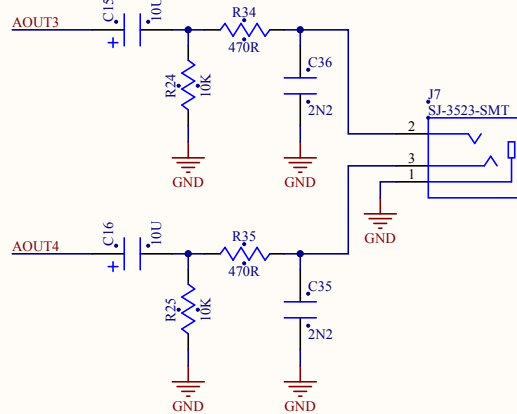 C15
10U
AOUT3
+
R34
470R
R24
10K
C36
2N2
GND
GND
J7
SJ-3523-SMT
2
3
1
GND
C16
10U
AOUT4
+
R35
470R
R25
10K
C35
2N2
GND
GND